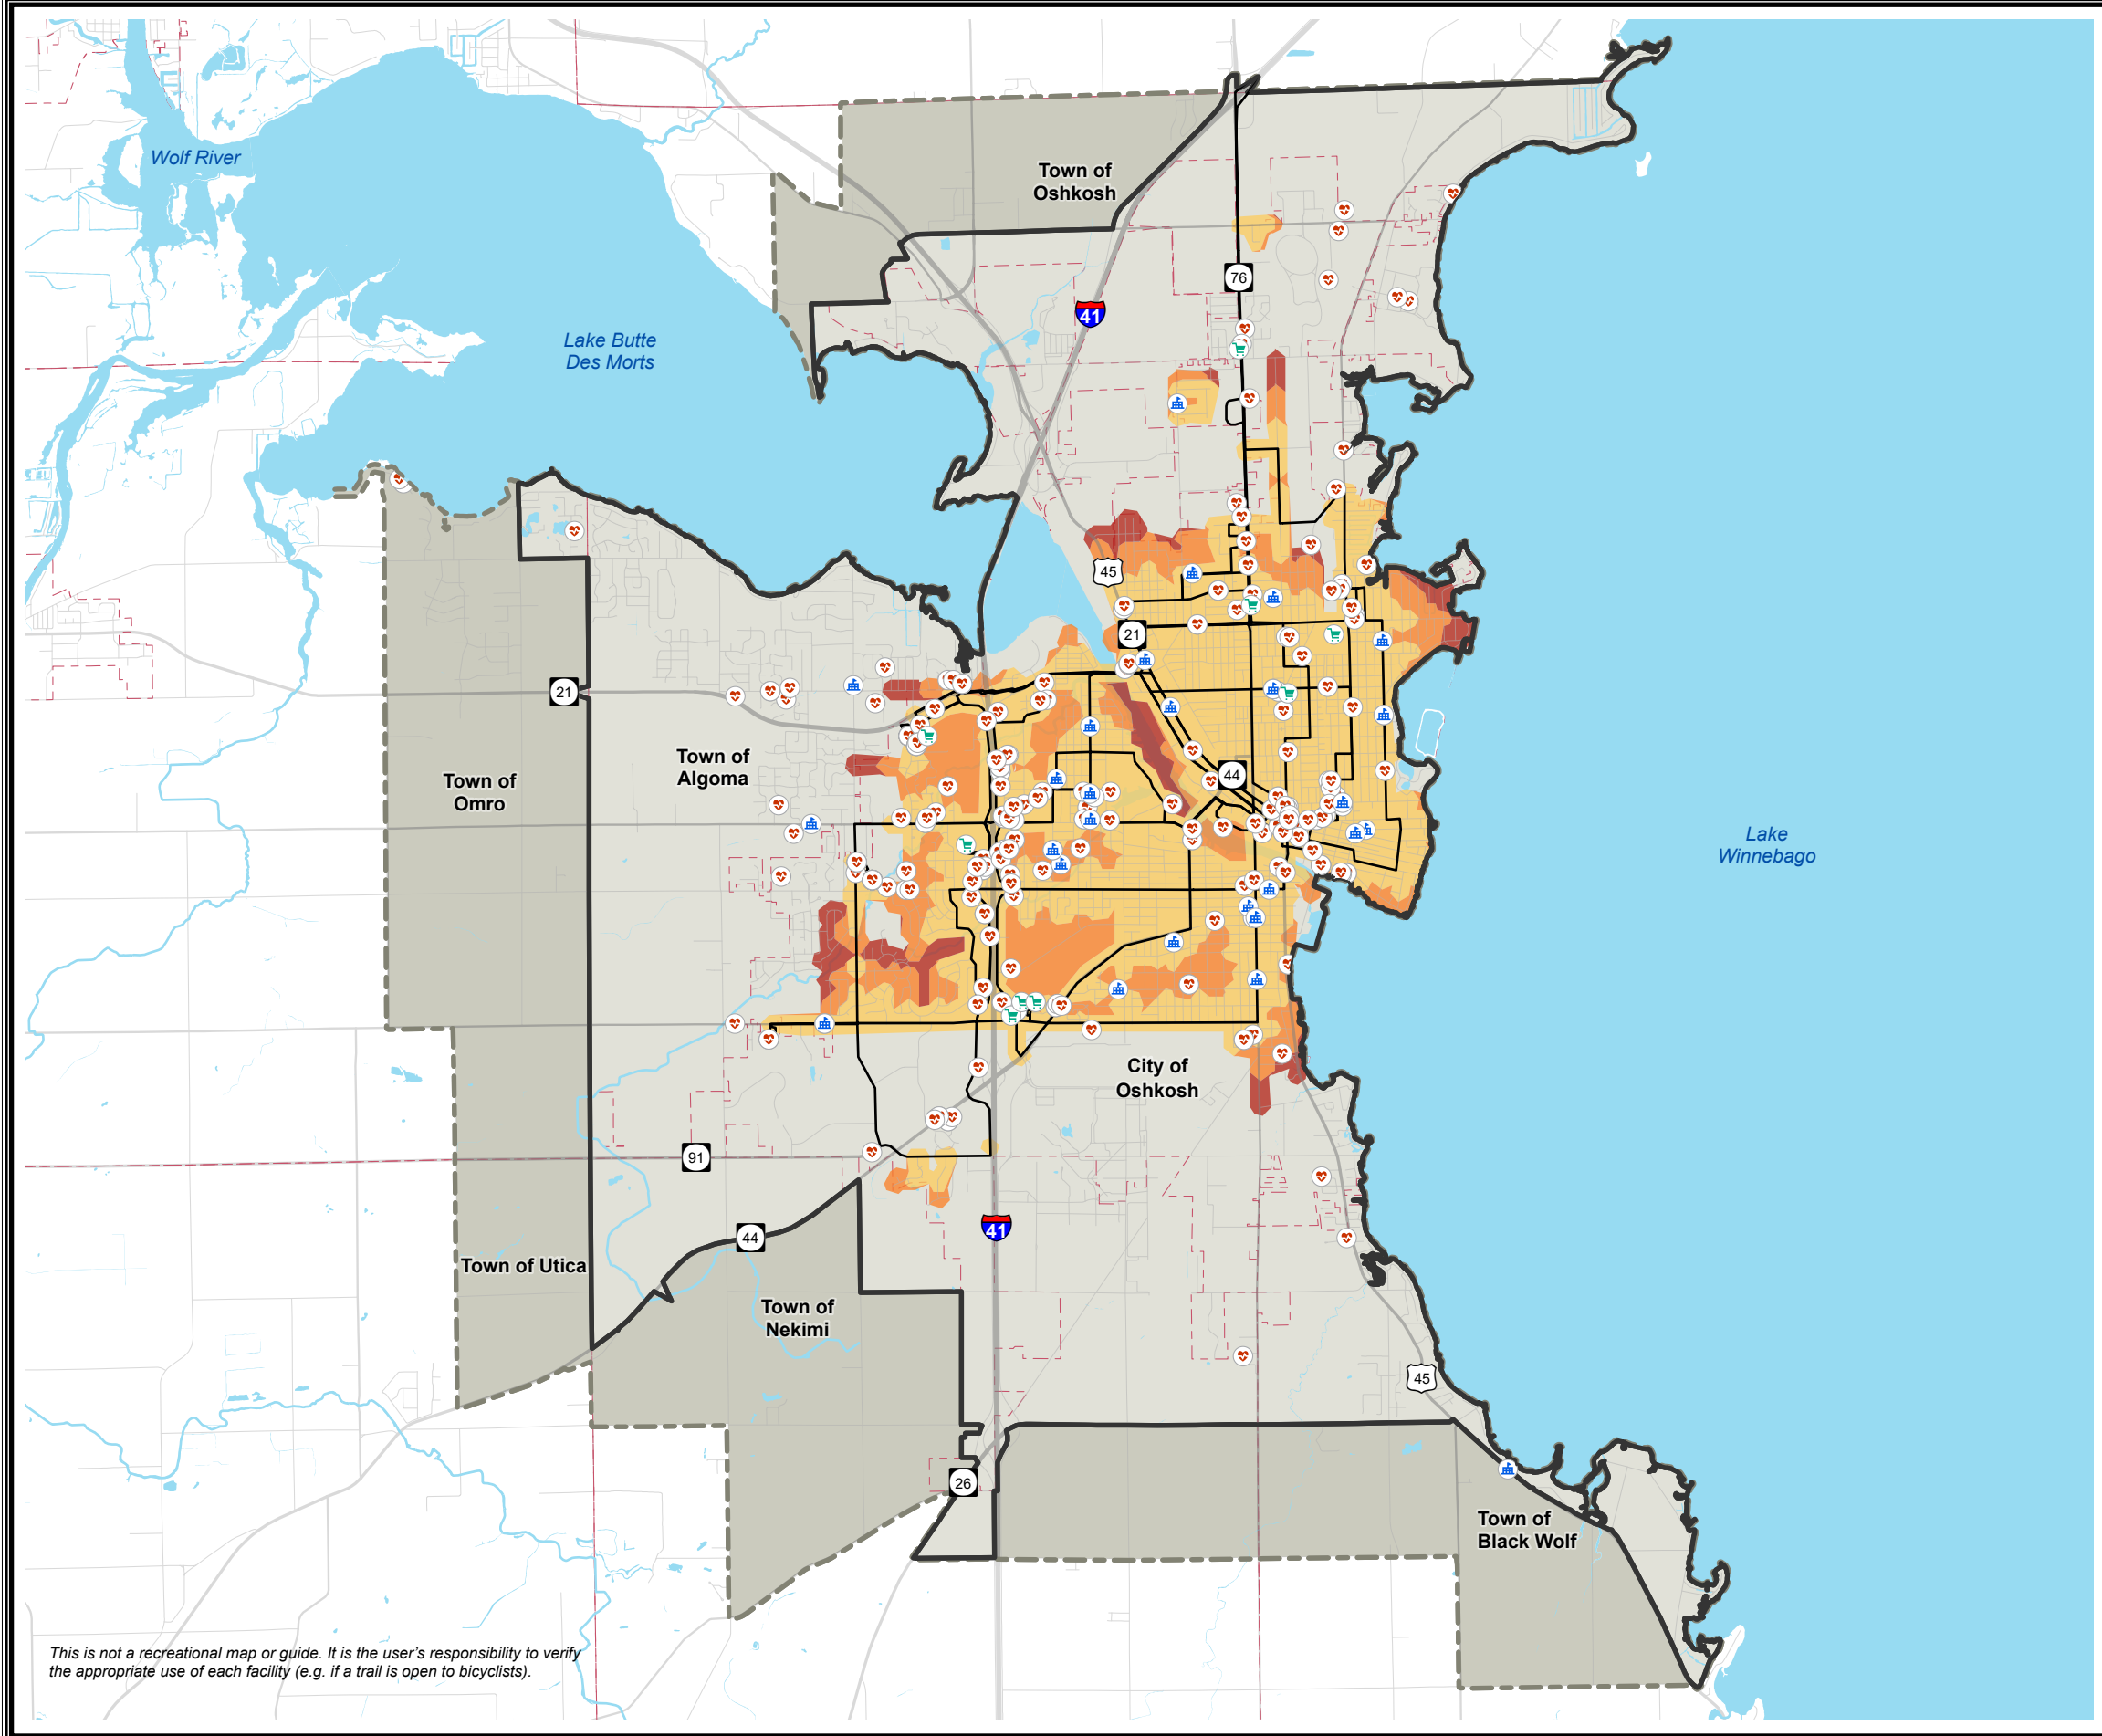 Wolf River
Town of
Oshkosh
76
41
Lake Butte
Des Morts
45
21
21
Town of
Algoma
Town of
Omro
44
Lake
Winnebago
City of
Oshkosh
91
41
44
Town of Utica
Town of
Nekimi
45
26
Town of
Black Wolf
This is not a recreational map or guide. It is the user's responsibility to verify
the appropriate use of each facility (e.g. if a trail is open to bicyclists).